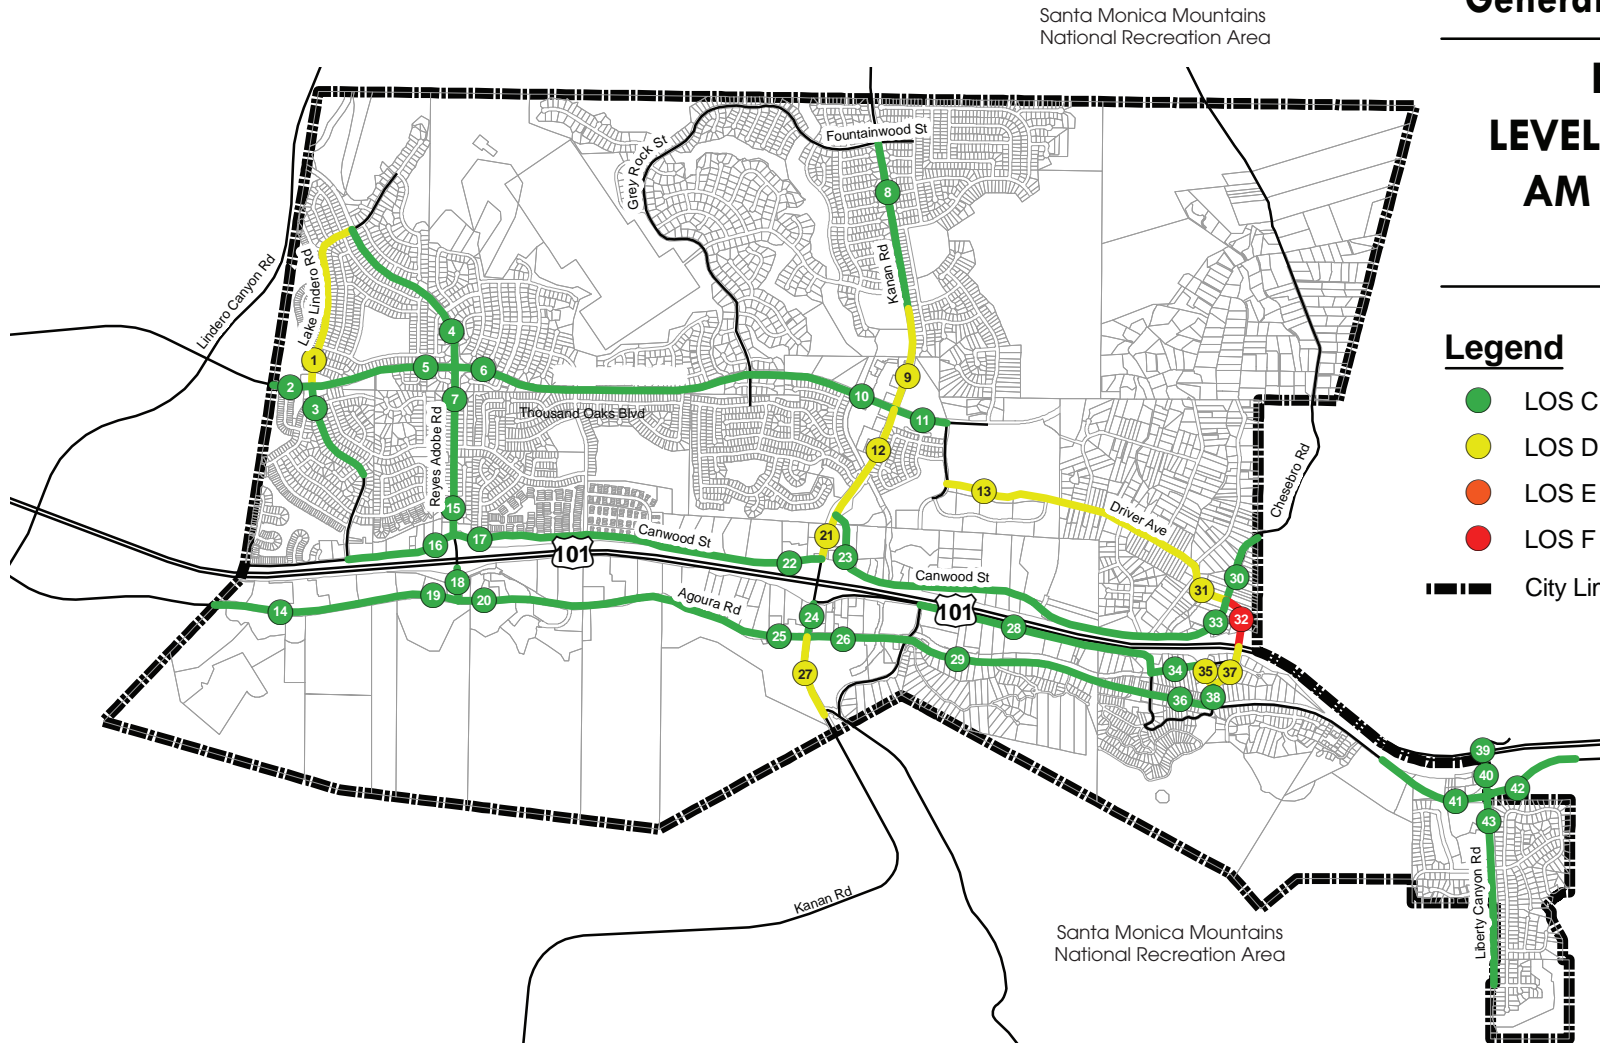 Santa Monica Mountains
National Recreation Area
General
LEVEL
AM
Fountainwood St
Grey Rock St
Kanan Rd
Lindero Canyon Rd
Lake Lindero Rd
Legend
LOS C
LOS D
LOS E
LOS F
City Lin
1
2
3
4
5
6
7
8
9
10
11
12
13
Thousand Oaks Blvd
Reyes Adobe Rd
Chesebro Rd
Driver Ave
15
16
17
Canwood St
101
21
22
23
Canwood St
30
31
32
33
14
18
19
20
Agoura Rd
24
25
26
27
101
28
29
34
35
37
36
38
39
40
41
42
43
Liberty Canyon Rd
Kanan Rd
Santa Monica Mountains
National Recreation Area